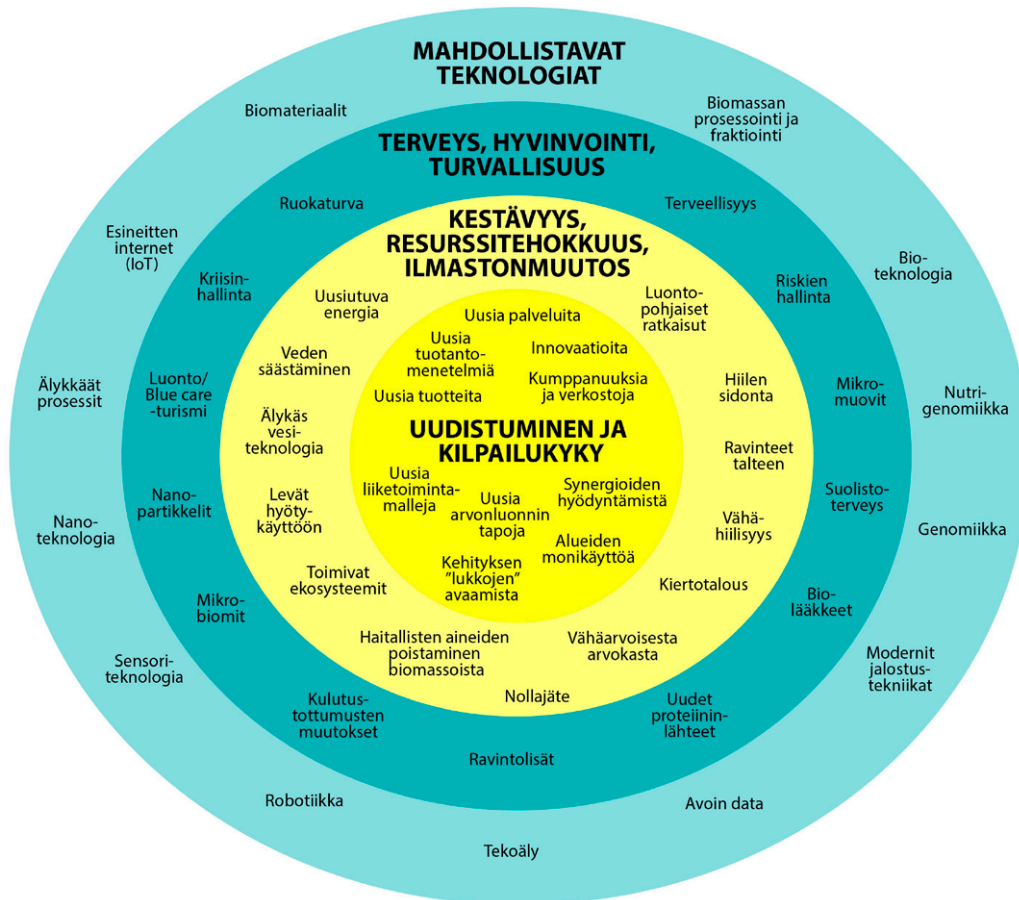 MAHDOLLISTAVAT
TEKNOLOGIAT
Biomateriaalit
Biomassan
prosessointi ja
fraktiointi
Esineitten
internet
(IoT)
Bio-
teknologia
Älykkäät
prosessit
Nutri-
genomiikka
Nano-
teknologia
Genomiikka
Sensori-
teknologia
Modernit
jalostus-
tekniikat
Robotiikka
Avoin data
Tekoäly
TERVEYS, HYVINVOINTI,
TURVALLISUUS
Ruokaturva
Terveellisyys
Kriisin-
hallinta
Riskien
hallinta
Luonto/
Blue care
-turismi
Mikro-
muovit
Nano-
partikkelit
Suolisto-
terveys
Mikro-
biomit
Bio-
lääkkeet
Kulutus-
tottumusten
muutokset
Uudet
proteiinin-
lähteet
Ravintolisät
KESTÄVYYS,
RESURSSITEHOKKUUS,
ILMASTONMUUTOS
Uusiutuva
energia
Luonto-
pohjaiset
ratkaisut
Veden
säästäminen
Hiilen
sidonta
Älykäs
vesi-
teknologia
Ravinteet
talteen
Levät
hyöty-
käyttöön
Vähä-
hiilisyys
Toimivat
ekosysteemit
Kiertotalous
Haitallisten aineiden
poistaminen
biomassoista
Vähäarvoisesta
arvokasta
Nollajäte
Uusia palveluita
Uusia
tuotanto-
menetelmiä
Innovaatioita
Uusia tuotteita
Kumppanuuksia
ja verkostoja
UUDISTUMINEN JA
KILPAILUKYKY
Uusia
liiketoiminta-
malleja
Uusia
arvonluonnin
tapoja
Synergioiden
hyödyntämistä
Alueiden
monikäyttöä
Kehityksen
”lukkojen”
avaamista